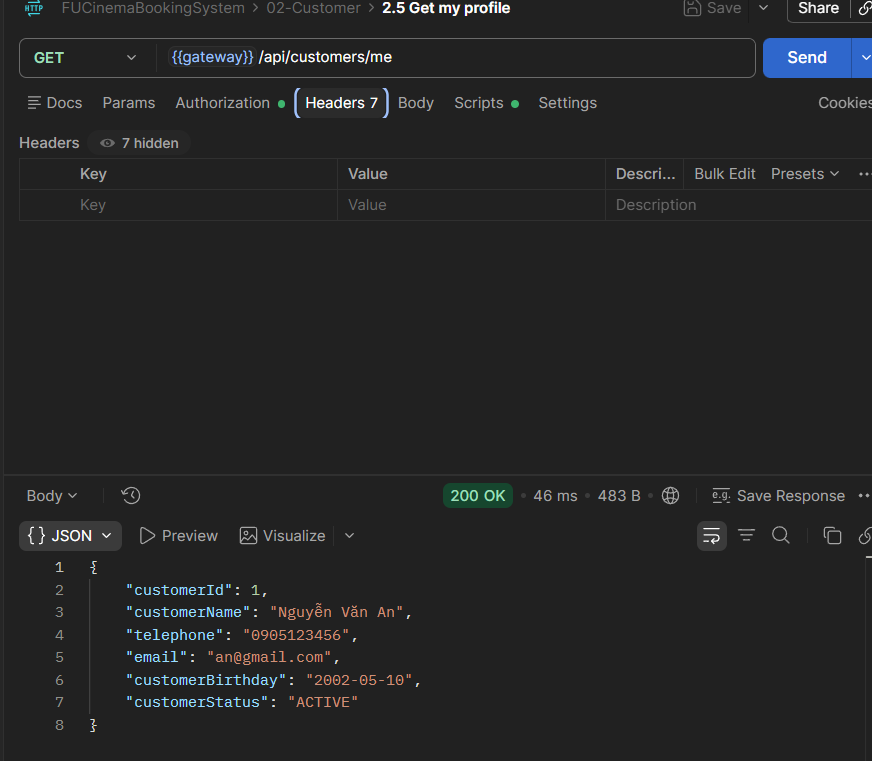 HTTP FUCinemaBookingSystem > 02-Customer > 2.5 Get my profile Save Share
GET {{gateway}} /api/customers/me Send
Docs Params Authorization Headers 7 Body Scripts Settings Cookies
Headers 7 hidden
Key Value Descri... Bulk Edit Presets ...
Key Value Description
Body 200 OK • 46 ms • 483 B • e.g. Save Response
{ } JSON Preview Visualize
1 {
2 "customerId": 1,
3 "customerName": "Nguyễn Văn An",
4 "telephone": "0905123456",
5 "email": "an@gmail.com",
6 "customerBirthday": "2002-05-10",
7 "customerStatus": "ACTIVE"
8 }